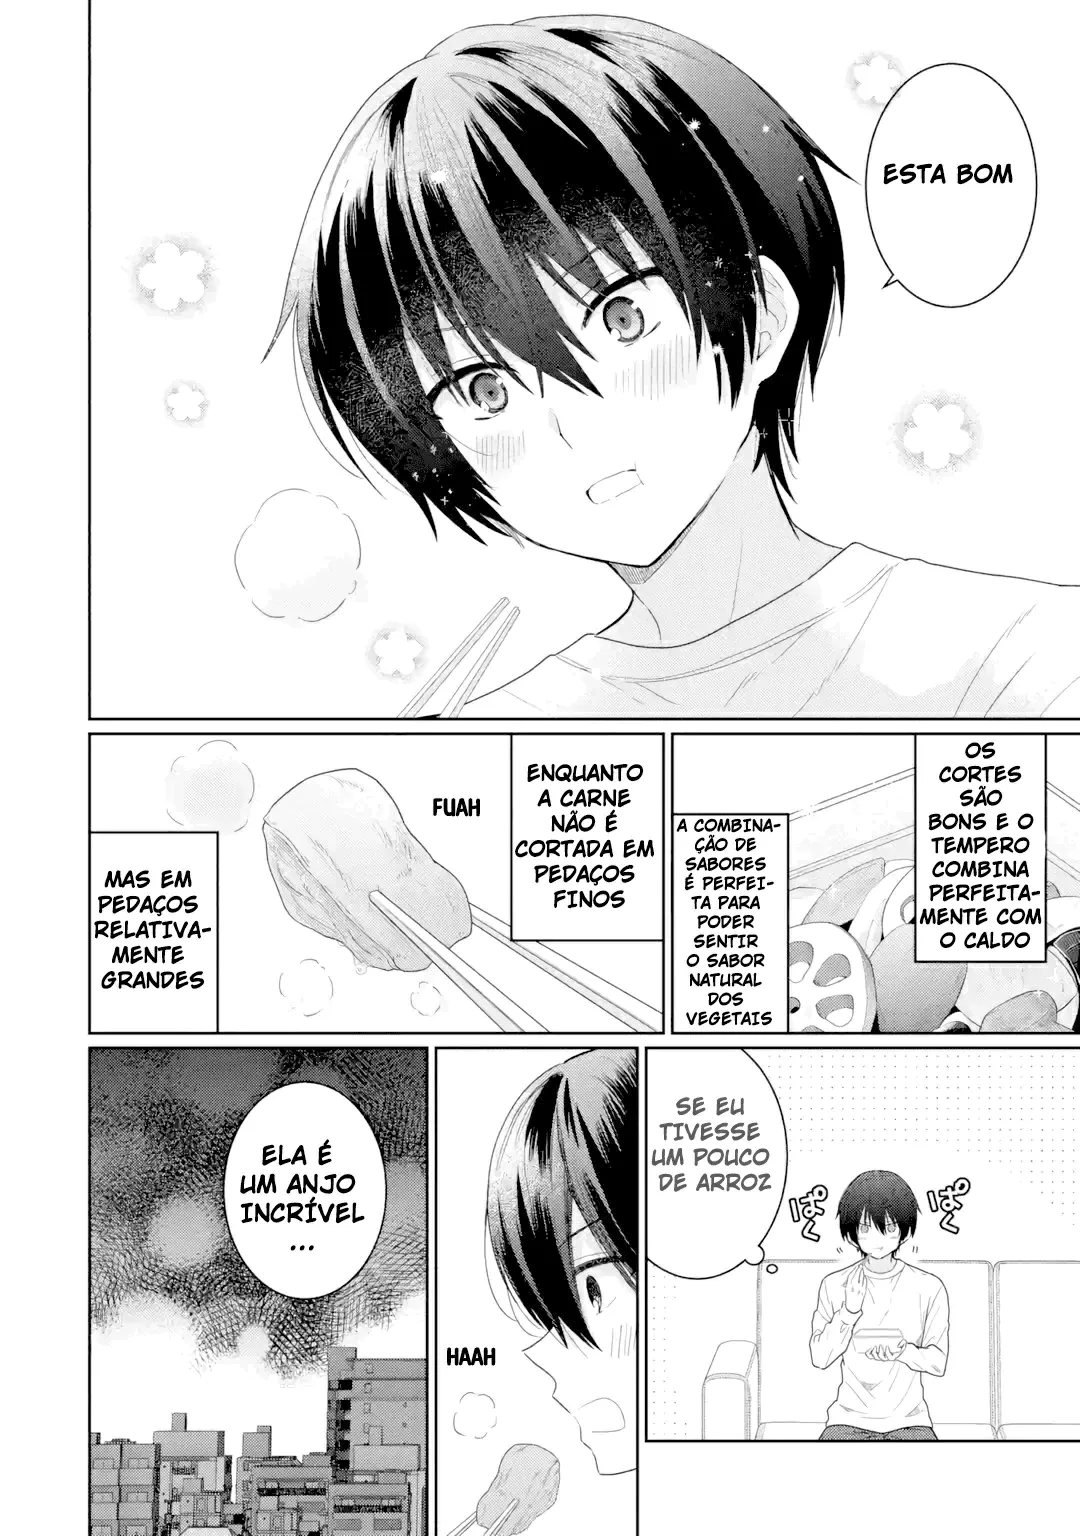 ESTA BOM
OS
CORTES
SÃO
BONS E O
TEMPERO
COMBINA
PERFEITA-
MENTE COM
O CALDO
A COMBINA-
ÇÃO DE
SABORES
É PERFEI-
TA PARA
PODER
SENTIR
O SABOR
NATURAL
DOS
VEGETAIS
ENQUANTO
A CARNE
NÃO É
CORTADA EM
PEDAÇOS
FINOS
FUAH
MAS EM
PEDAÇOS
RELATIVA-
MENTE
GRANDES
SE EU
TIVESSE
UM POUCO
DE ARROZ
ぱく
ぱく
HAAH
ELA É
UM ANJO
INCRÍVEL
...